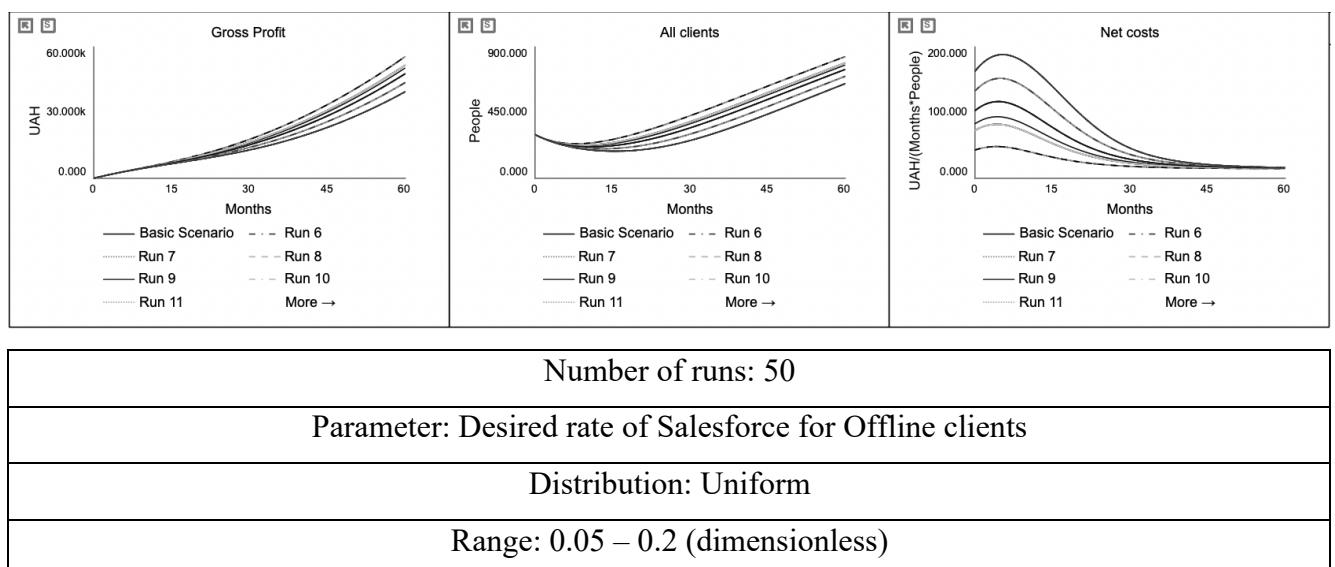 S
Gross Profit
60.000k
30.000k
0.000
UAH
0
15
30
45
60
Months
Basic Scenario
Run 6
Run 7
Run 8
Run 9
Run 10
Run 11
More →
S
All clients
900.000
450.000
0.000
People
0
15
30
45
60
Months
Basic Scenario
Run 6
Run 7
Run 8
Run 9
Run 10
Run 11
More →
S
Net costs
200.000
100.000
0.000
UAH/(Months*People)
0
15
30
45
60
Months
Basic Scenario
Run 6
Run 7
Run 8
Run 9
Run 10
Run 11
More →
Number of runs: 50
Parameter: Desired rate of Salesforce for Offline clients
Distribution: Uniform
Range: 0.05 – 0.2 (dimensionless)